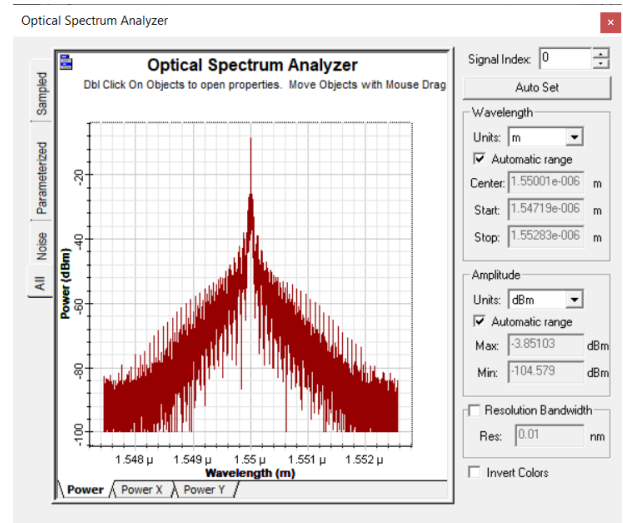 Optical Spectrum Analyzer
Optical Spectrum Analyzer
Dbl Click On Objects to open properties. Move Objects with Mouse Drag
Sampled
Parameterized
Noise
All
Power (dBm)
-20
-40
-60
-80
-100
1.548 µ 1.549 µ 1.55 µ 1.551 µ 1.552 µ
Wavelength (m)
Power Power X Power Y
Signal Index: 0
Auto Set
Wavelength
Units: m
Automatic range
Center: 1.55001e-006 m
Start: 1.54719e-006 m
Stop: 1.55283e-006 m
Amplitude
Units: dBm
Automatic range
Max: -3.85103 dBm
Min: -104.579 dBm
Resolution Bandwidth
Res: 0.01 nm
Invert Colors